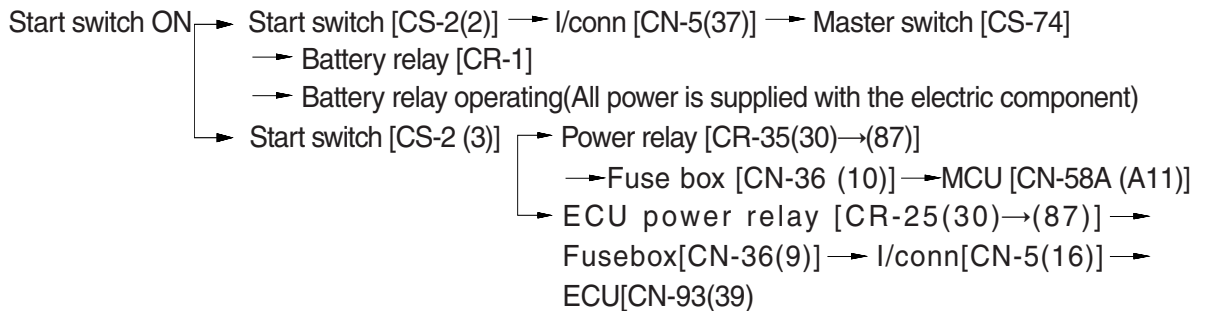 Start switch ON → Start switch [CS-2(2)] → I/conn [CN-5(37)] → Master switch [CS-74]
→ Battery relay [CR-1]
→ Battery relay operating(All power is supplied with the electric component)
→ Start switch [CS-2 (3)] → Power relay [CR-35(30)→(87)]
→Fuse box [CN-36 (10)] →MCU [CN-58A (A11)]
→ ECU power relay [CR-25(30)→(87)] →
Fusebox[CN-36(9)] → I/conn[CN-5(16)] →
ECU[CN-93(39)